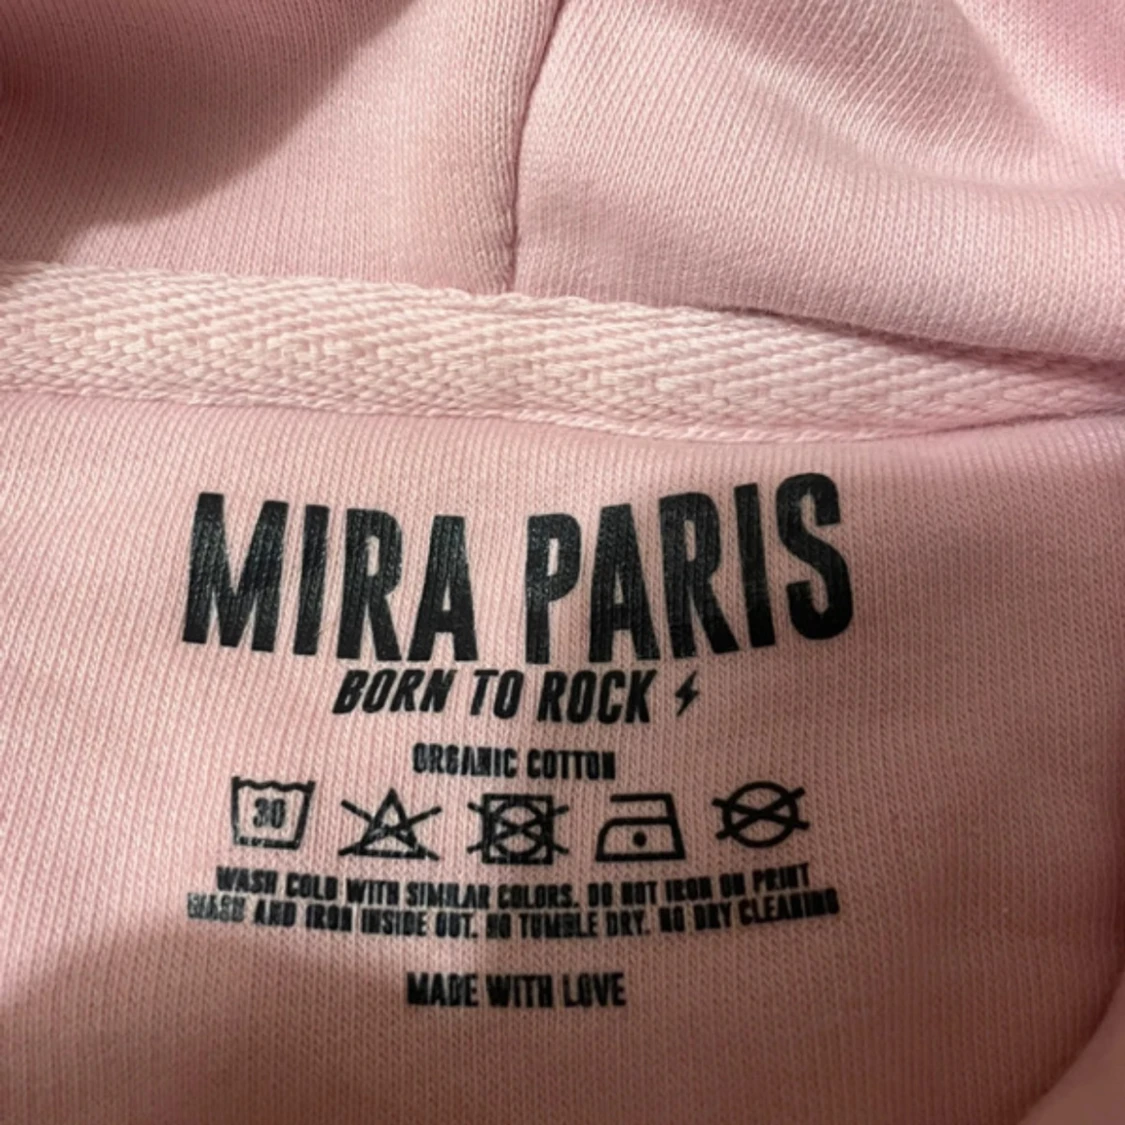 MIRA PARIS
BORN TO ROCK
ORGANIC COTTON
30
WASH COLD WITH SIMILAR COLORS. DO NOT IRON ON PRINT
WASH AND IRON INSIDE OUT. NO TUMBLE DRY. NO DRY CLEANING
MADE WITH LOVE